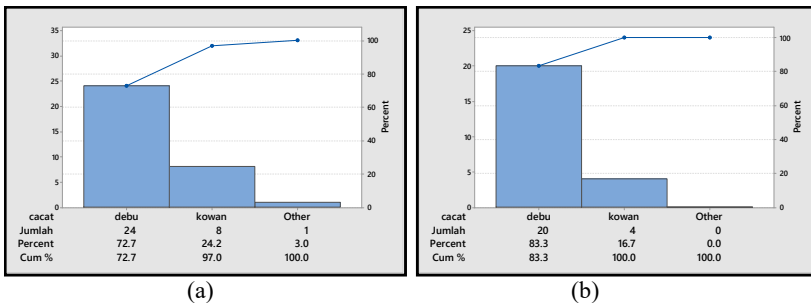 35
30
25
20
15
10
5
0
100
80
60
40
20
0
Percent
cacat debu kowan Other
Jumlah 24 8 1
Percent 72.7 24.2 3.0
Cum % 72.7 97.0 100.0
(a)
25
20
15
10
5
0
100
80
60
40
20
0
Percent
cacat debu kowan Other
Jumlah 20 4 0
Percent 83.3 16.7 0.0
Cum % 83.3 100.0 100.0
(b)